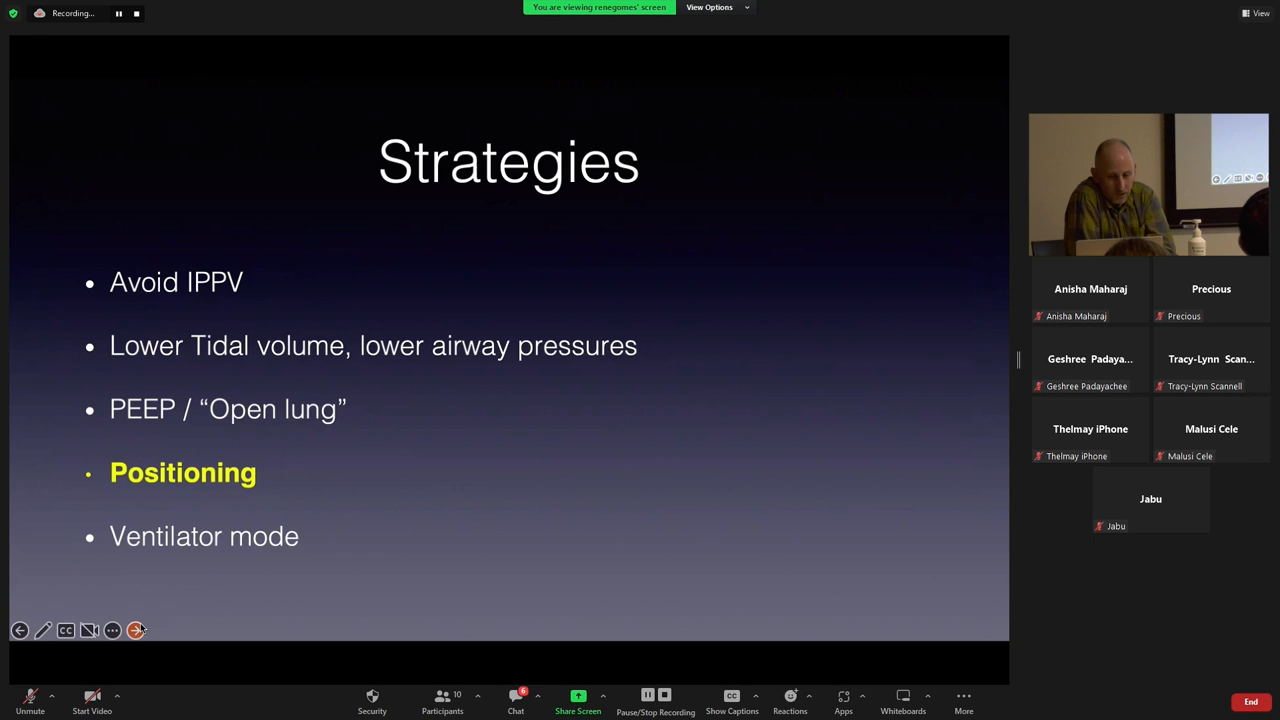 Recording...
You are viewing renegomes' screen
View Options
View
Strategies
• Avoid IPPV
• Lower Tidal volume, lower airway pressures
• PEEP / “Open lung”
• Positioning
• Ventilator mode
CC
Anisha Maharaj
Anisha Maharaj
Precious
Precious
Geshree Padaya...
Geshree Padayachee
Tracy-Lynn Scan...
Tracy-Lynn Scannell
Thelmay iPhone
Thelmay iPhone
Malusi Cele
Malusi Cele
Jabu
Jabu
Unmute
Start Video
Security
10
Participants
6
Chat
Share Screen
Pause/Stop Recording
CC
Show Captions
Reactions
Apps
Whiteboards
More
End